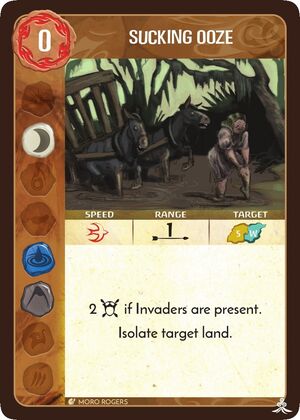 0
SUCKING OOZE
SPEED RANGE TARGET
1
S W
2 if Invaders are present.
Isolate target land.
MORO ROGERS